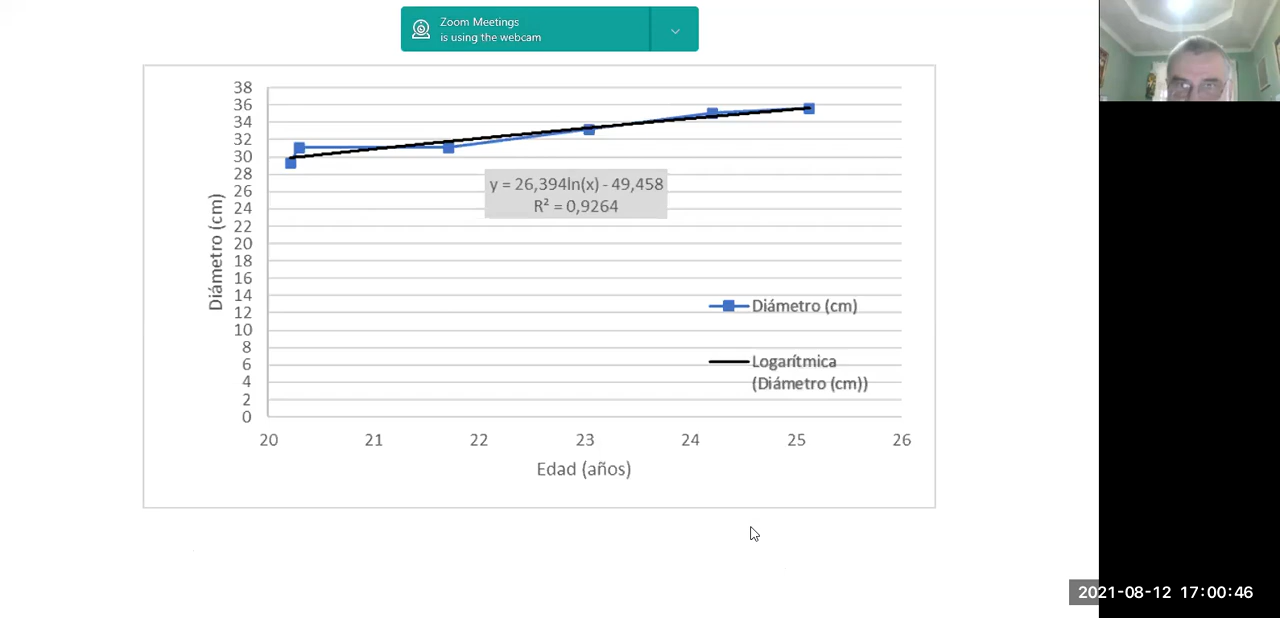 Zoom Meetings
is using the webcam
38
36
34
32
30
28
26
24
22
20
18
16
14
12
10
8
6
4
2
0
Diámetro (cm)
y = 26,394ln(x) - 49,458
R² = 0,9264
Diámetro (cm)
Logarítmica
(Diámetro (cm))
20 21 22 23 24 25 26
Edad (años)
2021-08-12 17:00:46